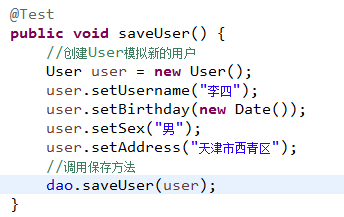 @Test
public void saveUser() {
    //创建User模拟新的用户
    User user = new User();
    user.setUsername("李四");
    user.setBirthday(new Date());
    user.setSex("男");
    user.setAddress("天津市西青区");
    //调用保存方法
    dao.saveUser(user);
}